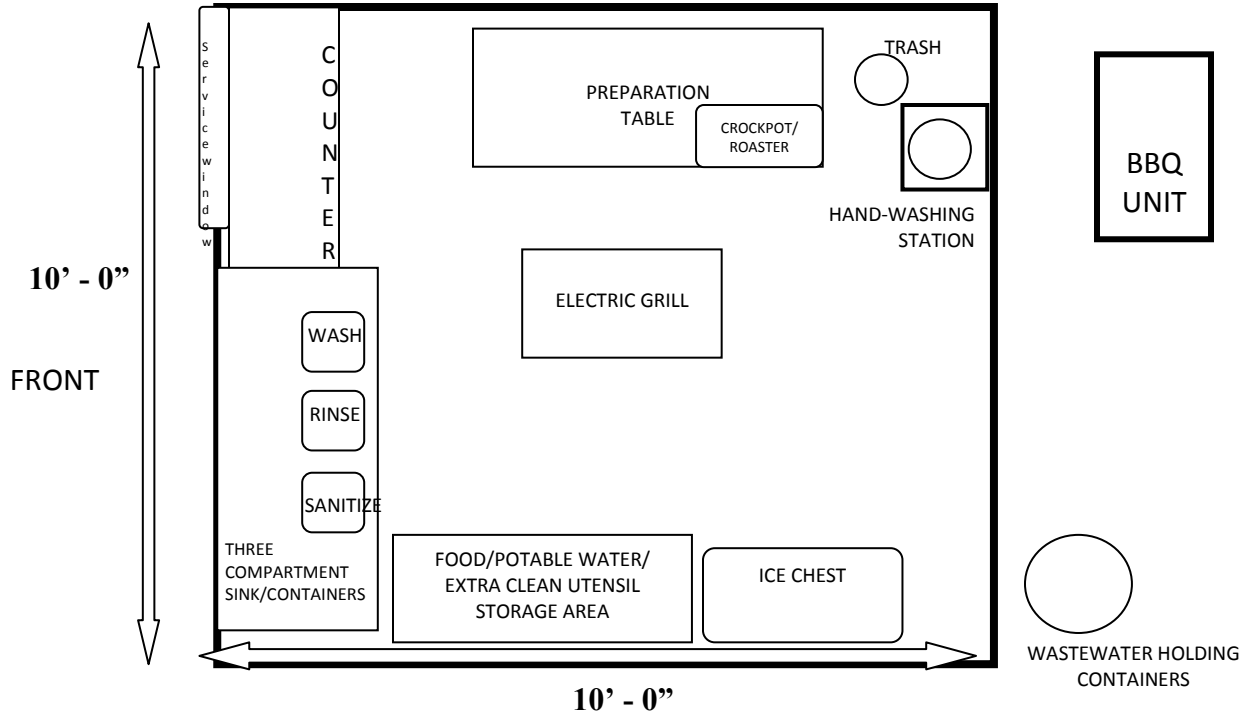 Servicewindow
COUNTER
PREPARATION
TABLE
CROCKPOT/
ROASTER
TRASH
HAND-WASHING
STATION
BBQ
UNIT
10’ - 0”
FRONT
ELECTRIC GRILL
WASH
RINSE
SANITIZE
THREE
COMPARTMENT
SINK/CONTAINERS
FOOD/POTABLE WATER/
EXTRA CLEAN UTENSIL
STORAGE AREA
ICE CHEST
WASTEWATER HOLDING
CONTAINERS
10’ - 0”